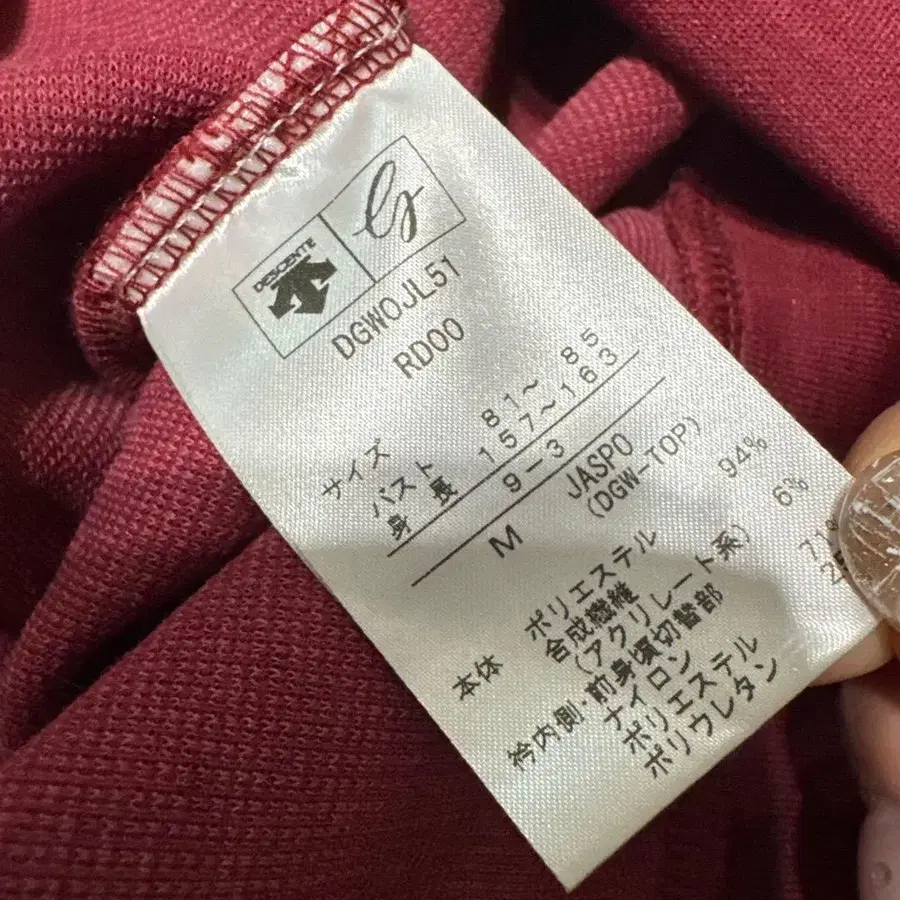 DESCENTE G
DGWOJL51
RD00
サイズ
バスト 81～85
身長 157～163
9-3
M JASPO
(DGW-TOP)
本体 ポリエステル 94%
合成繊維 6%
(アクリレート系)
衿内側・前身頃切替部
ナイロン
ポリエステル
ポリウレタン